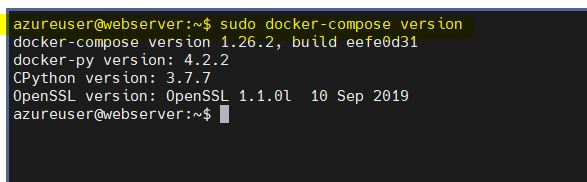 azureuser@webserver:~$ sudo docker-compose version
docker-compose version 1.26.2, build eefe0d31
docker-py version: 4.2.2
CPython version: 3.7.7
OpenSSL version: OpenSSL 1.1.0l  10 Sep 2019
azureuser@webserver:~$